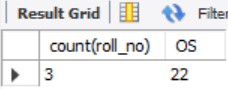 Result Grid Filter
count(roll_no) OS
3 22